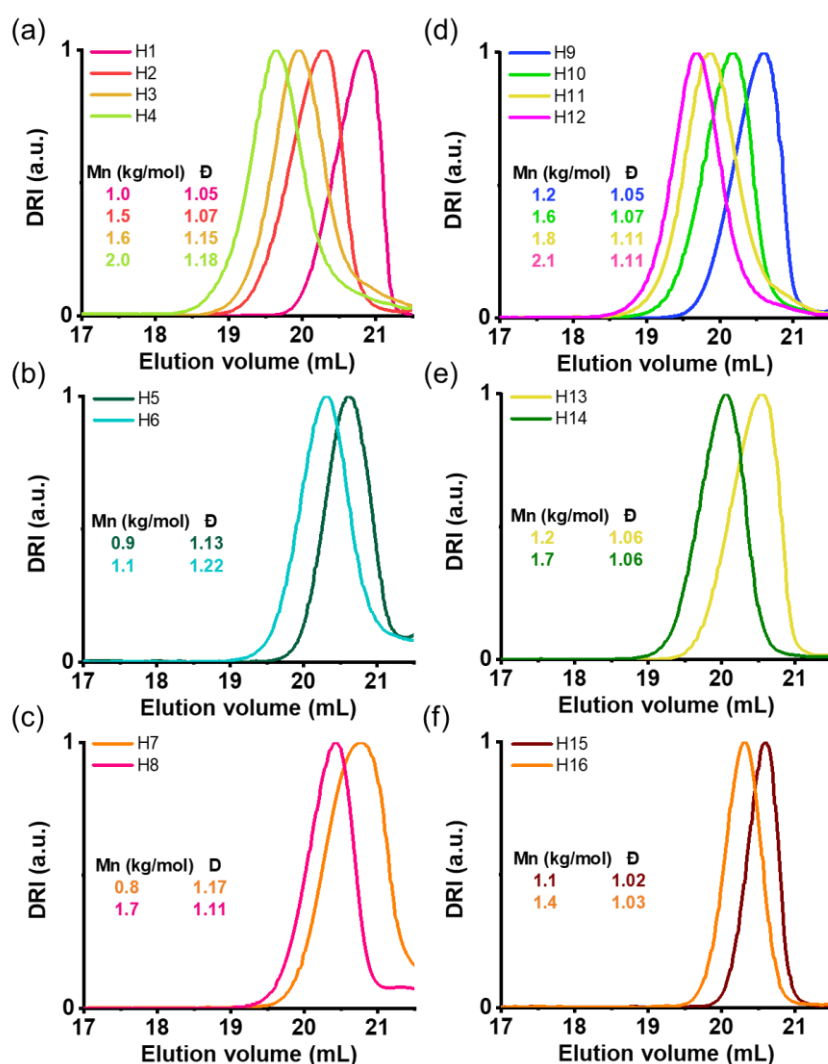 (a)
1
H1
H2
H3
H4
Mn (kg/mol) Đ
1.0 1.05
1.5 1.07
1.6 1.15
2.0 1.18
DRI (a.u.)
1
17 18 19 20 21
Elution volume (mL)
(b)
1
H5
H6
Mn (kg/mol) Đ
0.9 1.13
1.1 1.22
DRI (a.u.)
0
17 18 19 20 21
Elution volume (mL)
(c)
1
H7
H8
Mn (kg/mol) D
0.8 1.17
1.7 1.11
DRI (a.u.)
0
17 18 19 20 21
Elution volume (mL)
(d)
1
H9
H10
H11
H12
Mn (kg/mol) Đ
1.2 1.05
1.6 1.07
1.8 1.11
2.1 1.11
DRI (a.u.)
0
17 18 19 20 21
Elution volume (mL)
(e)
1
H13
H14
Mn (kg/mol) Đ
1.2 1.06
1.7 1.06
DRI (a.u.)
0
17 18 19 20 21
Elution volume (mL)
(f)
1
H15
H16
Mn (kg/mol) Đ
1.1 1.02
1.4 1.03
DRI (a.u.)
0
17 18 19 20 21
Elution volume (mL)